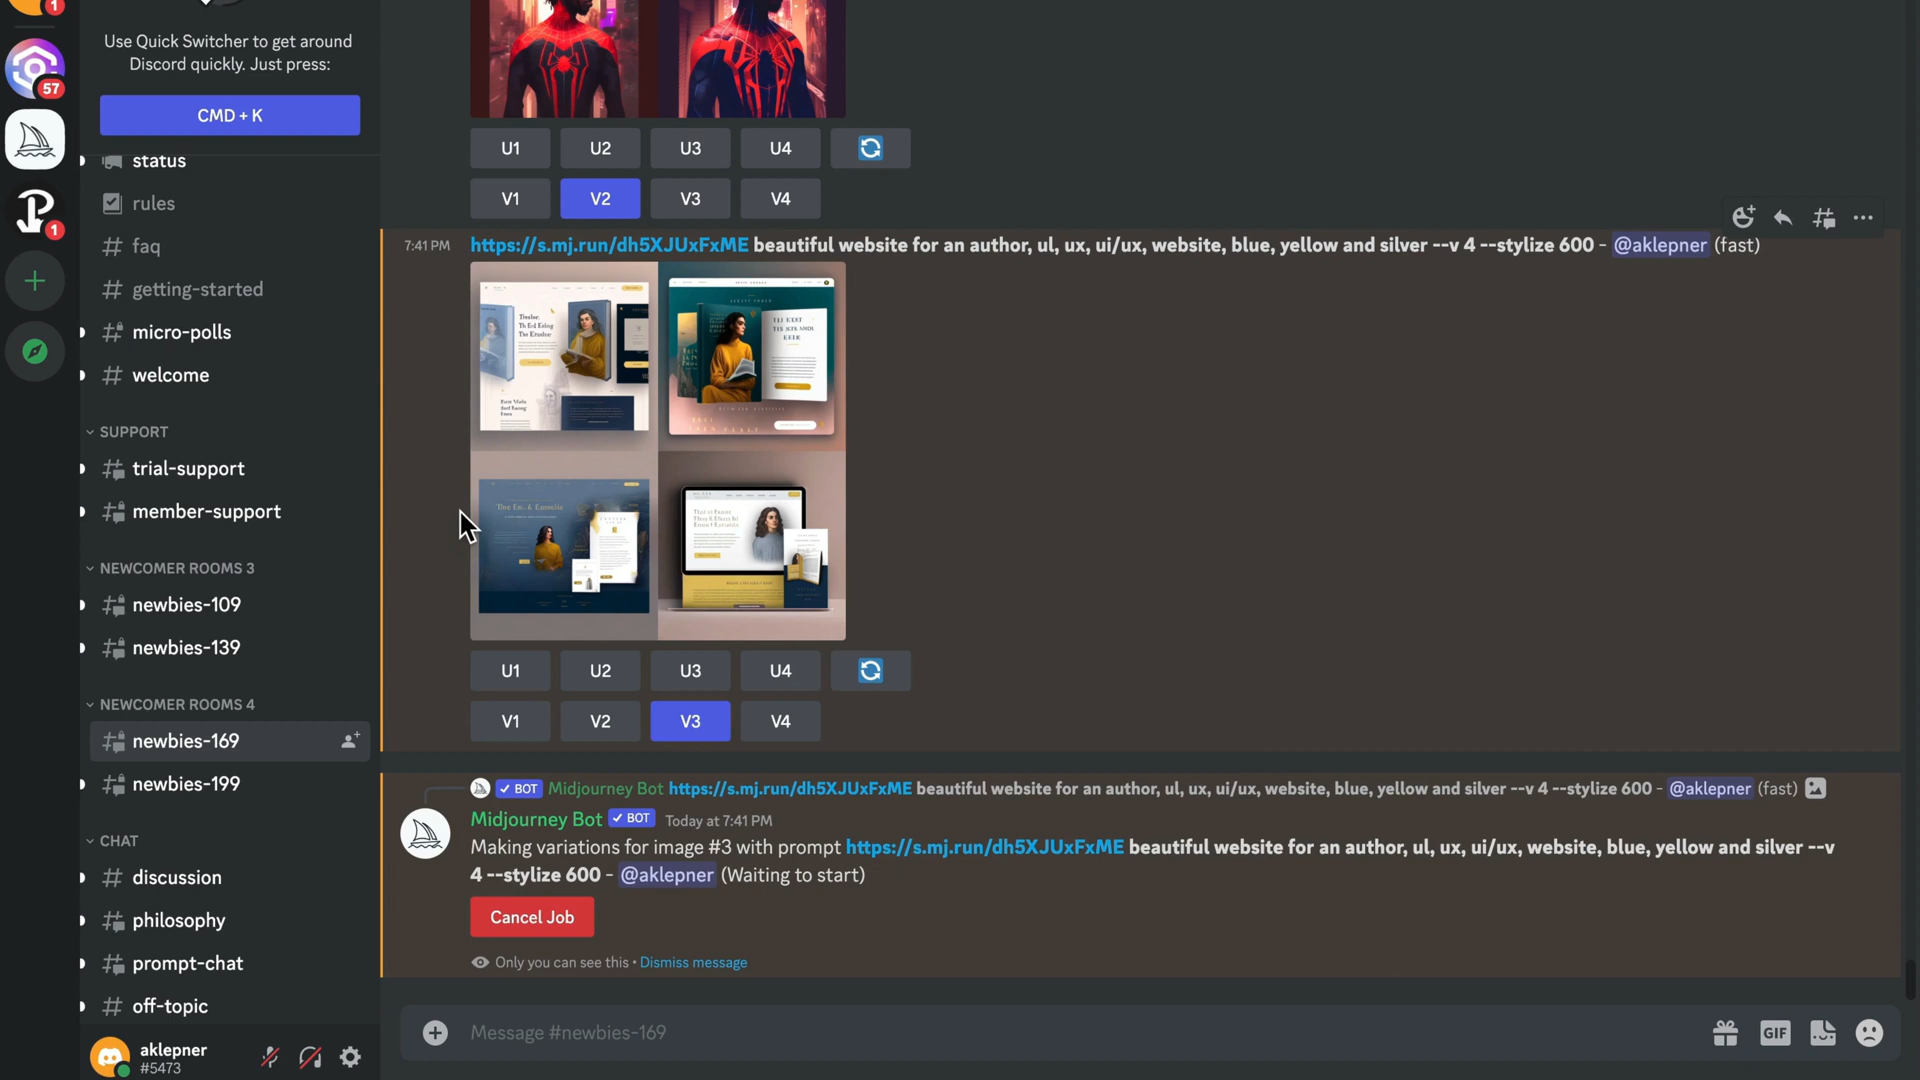 1
Use Quick Switcher to get around
Discord quickly. Just press:
CMD + K
57
1
status
rules
faq
getting-started
micro-polls
welcome
SUPPORT
trial-support
member-support
NEWCOMER ROOMS 3
newbies-109
newbies-139
NEWCOMER ROOMS 4
newbies-169
newbies-199
CHAT
discussion
philosophy
prompt-chat
off-topic
aklepner
#5473
U1 U2 U3 U4
V1 V2 V3 V4
7:41 PM https://s.mj.run/dh5XJUxFxME beautiful website for an author, ul, ux, ui/ux, website, blue, yellow and silver --v 4 --stylize 600 - @aklepner (fast)
U1 U2 U3 U4
V1 V2 V3 V4
✓ BOT Midjourney Bot https://s.mj.run/dh5XJUxFxME beautiful website for an author, ul, ux, ui/ux, website, blue, yellow and silver --v 4 --stylize 600 - @aklepner (fast)
Midjourney Bot ✓ BOT Today at 7:41 PM
Making variations for image #3 with prompt https://s.mj.run/dh5XJUxFxME beautiful website for an author, ul, ux, ui/ux, website, blue, yellow and silver --v
4 --stylize 600 - @aklepner (Waiting to start)
Cancel Job
Only you can see this • Dismiss message
Message #newbies-169
GIF